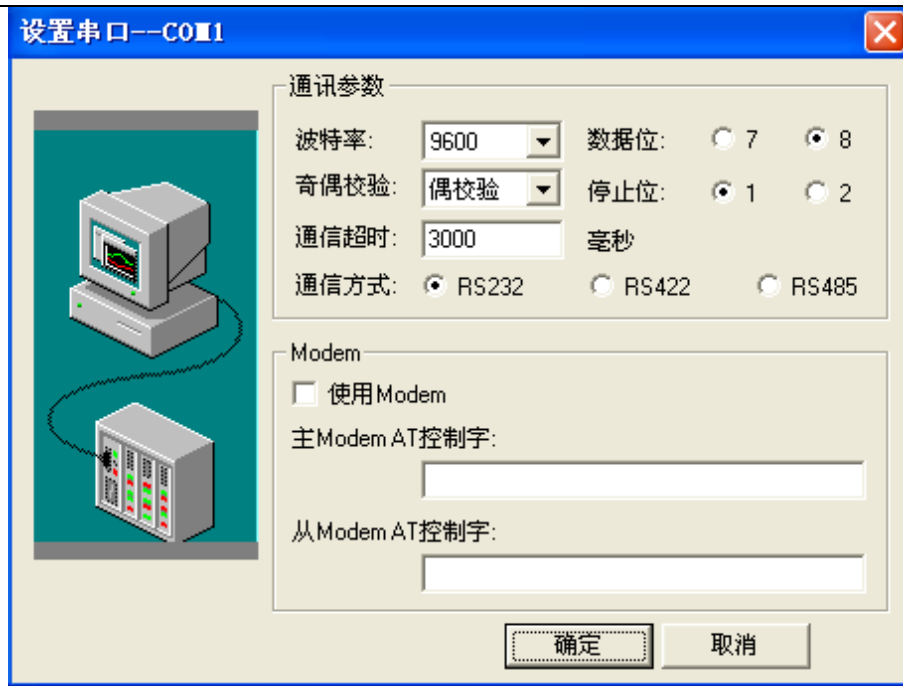 设置串口--COM1
通讯参数
波特率: 9600 数据位: 7 8
奇偶校验: 偶校验 停止位: 1 2
通信超时: 3000 毫秒
通信方式: RS232 RS422 RS485
Modem
使用Modem
主Modem AT控制字:
从Modem AT控制字:
确定 取消